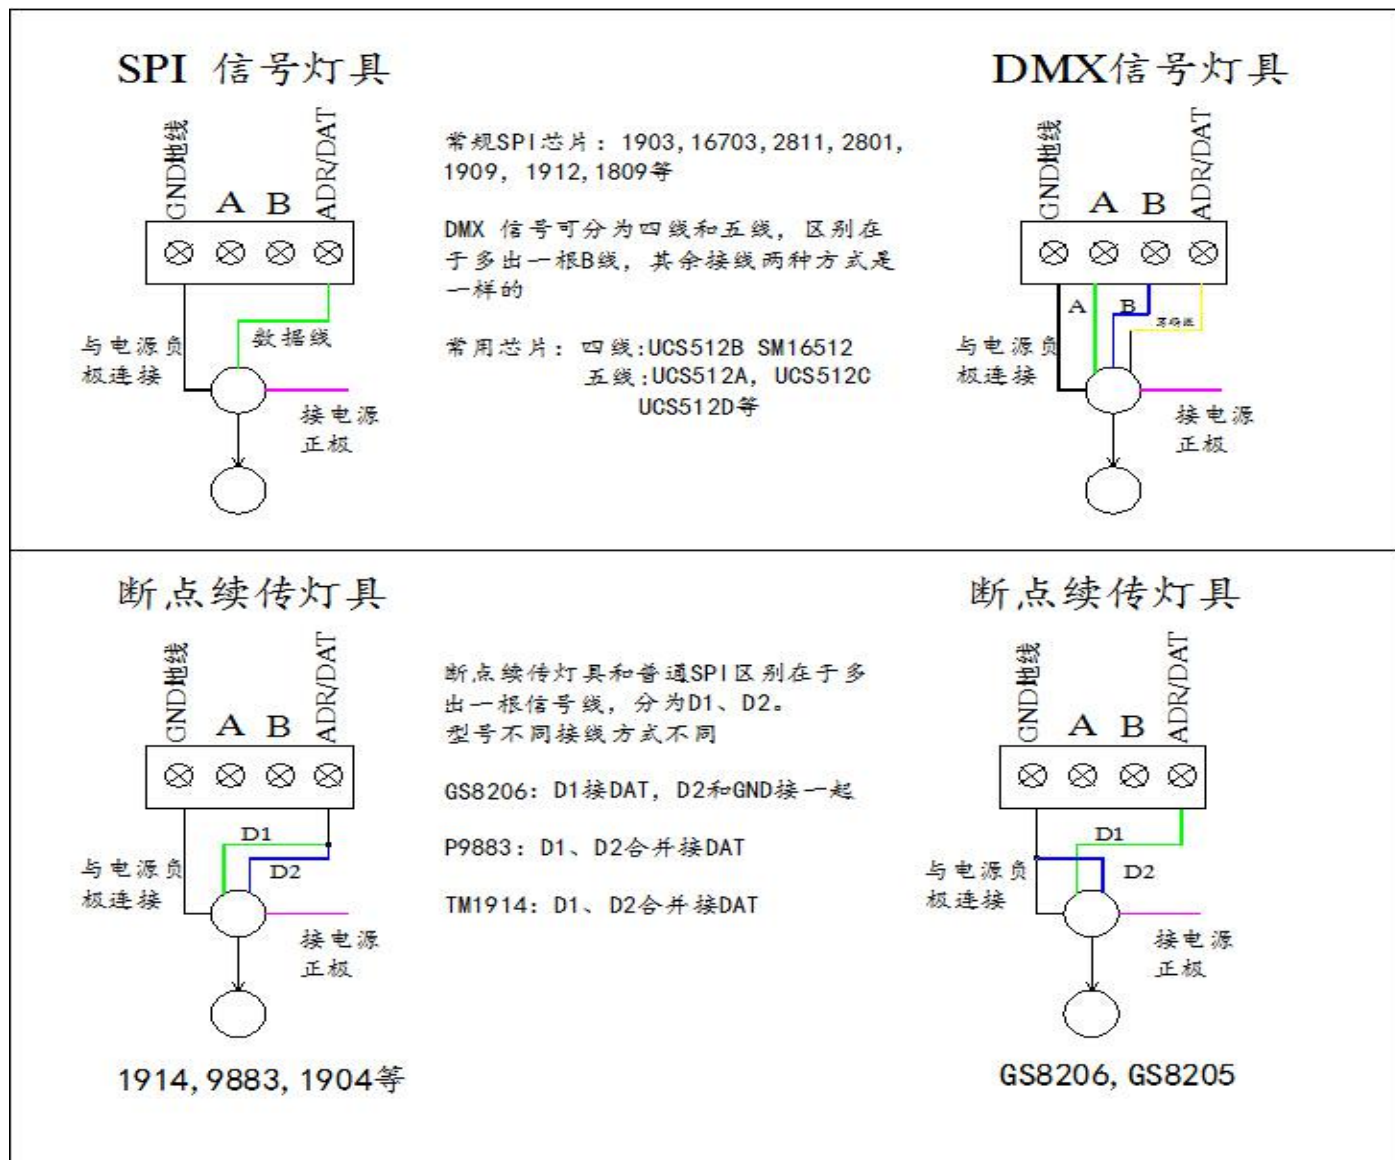 SPI 信号灯具
GND地线
A
B
ADR/DAT
数据线
与电源负
极连接
接电源
正极
常规SPI芯片：1903,16703,2811,2801,
1909, 1912,1809等
DMX 信号可分为四线和五线，区别在
于多出一根B线，其余接线两种方式是
一样的
常用芯片：四线:UCS512B SM16512
五线:UCS512A, UCS512C
UCS512D等
DMX信号灯具
GND地线
A
B
ADR/DAT
A
B
与电源负
极连接
接电源
正极
断点续传灯具
GND地线
A
B
ADR/DAT
D1
D2
与电源负
极连接
接电源
正极
1914,9883,1904等
断点续传灯具和普通SPI区别在于多
出一根信号线，分为D1、D2。
型号不同接线方式不同
GS8206：D1接DAT，D2和GND接一起
P9883：D1、D2合并接DAT
TM1914：D1、D2合并接DAT
断点续传灯具
GND地线
A
B
ADR/DAT
D1
D2
与电源负
极连接
接电源
正极
GS8206,GS8205